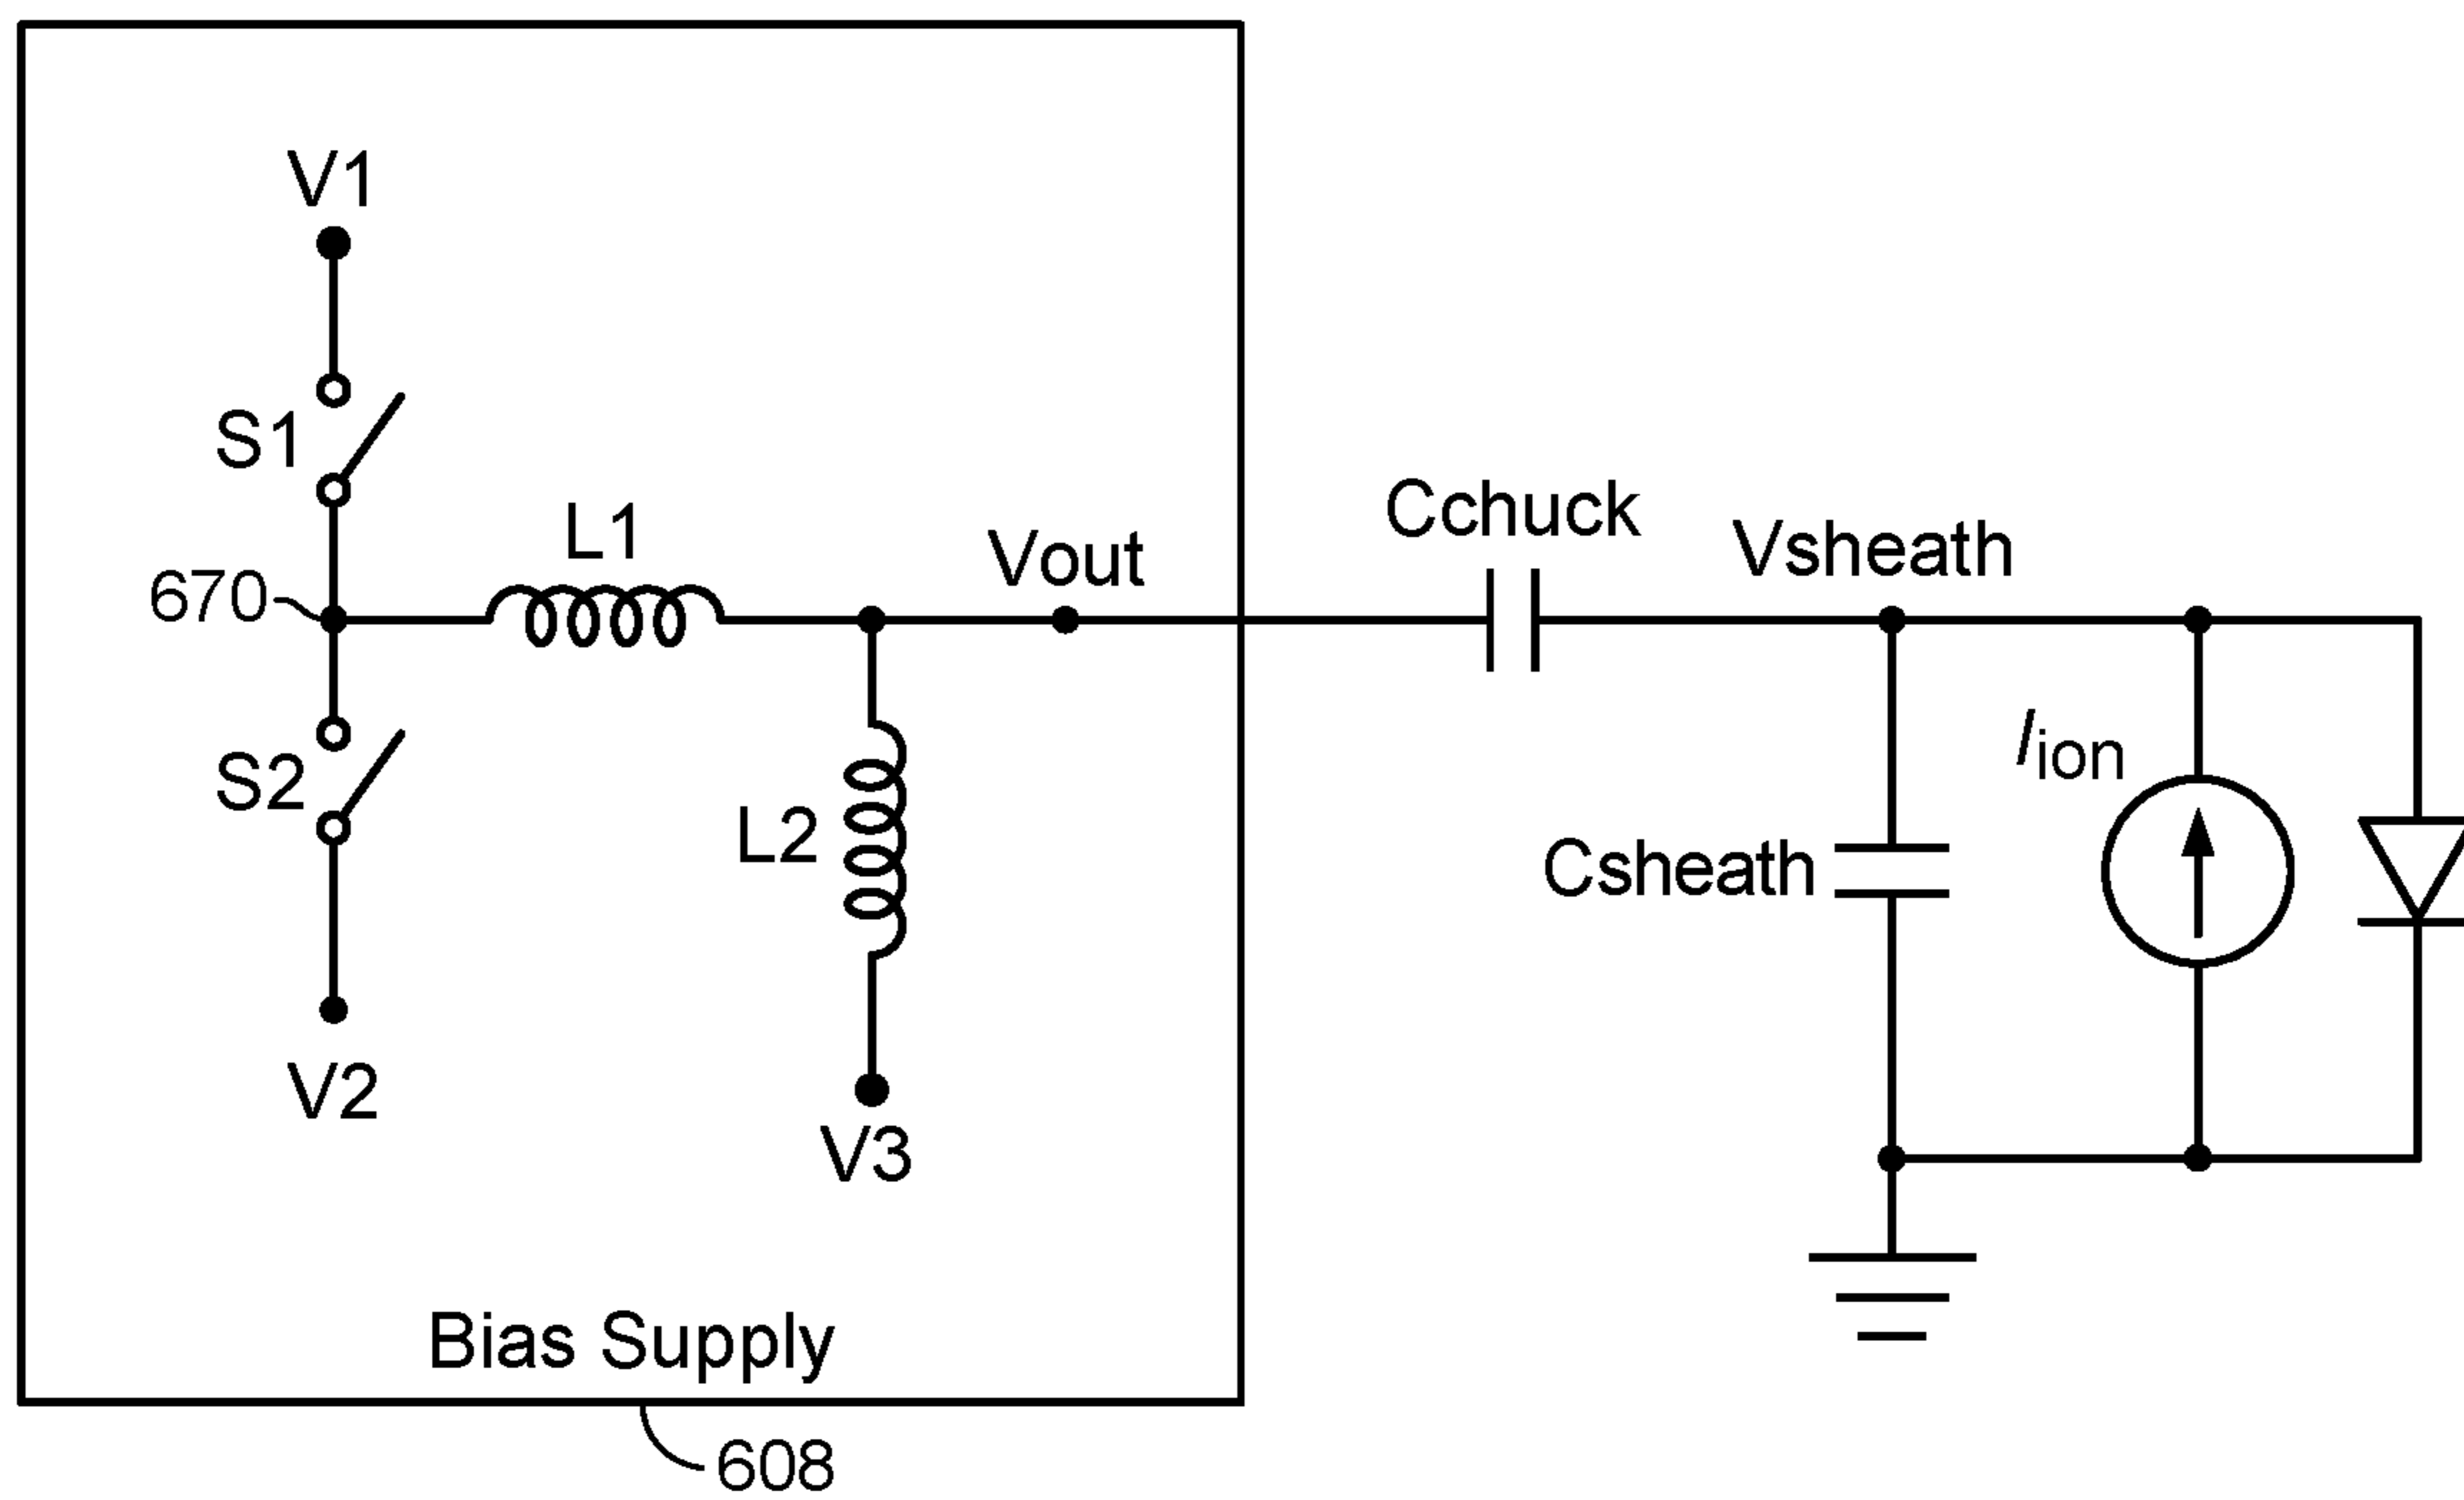 V1
S1
L1
670
Vout
Cchuck
Vsheath
S2
L2
Iion
Csheath
V2
V3
Bias Supply
608